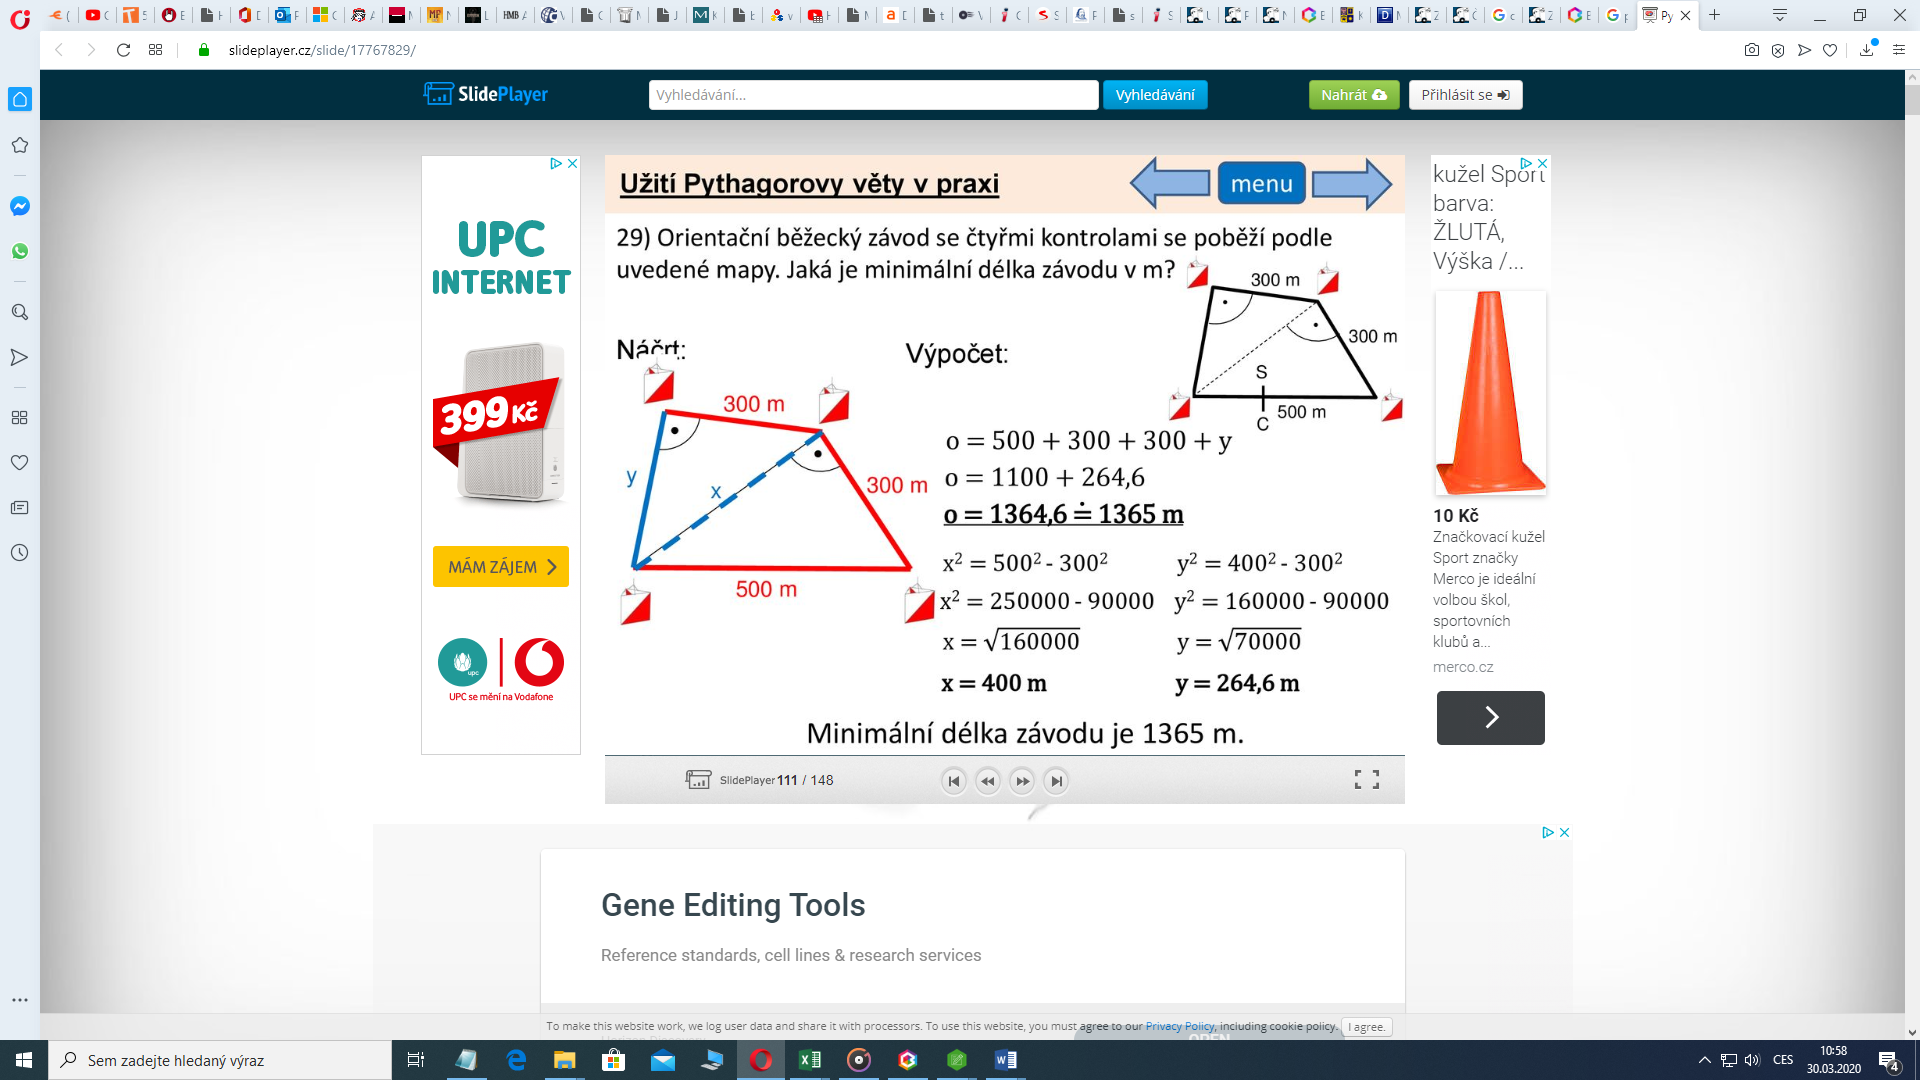 slideplayer.cz/slide/17767829/
SlidePlayer
Vyhledávání...
Vyhledávání
Nahrát
Přihlásit se
UPC
INTERNET
399 Kč
MÁM ZÁJEM
upc
UPC se mění na Vodafone
Užití Pythagorovy věty v praxi
menu
29) Orientační běžecký závod se čtyřmi kontrolami se poběží podle
uvedené mapy. Jaká je minimální délka závodu v m?
300 m
300 m
S
C
500 m
Náčrt:
Výpočet:
300 m
y
x
300 m
500 m
o = 500 + 300 + 300 + y
o = 1100 + 264,6
o = 1364,6 ≐ 1365 m
x² = 500² - 300²
y² = 400² - 300²
x² = 250000 - 90000
y² = 160000 - 90000
x = √160000
y = √70000
x = 400 m
y = 264,6 m
Minimální délka závodu je 1365 m.
SlidePlayer 111 / 148
kužel Sport
barva:
ŽLUTÁ,
Výška /...
10 Kč
Značkovací kužel
Sport značky
Merco je ideální
volbou škol,
sportovních
klubů a...
merco.cz
Gene Editing Tools
Reference standards, cell lines & research services
To make this website work, we log user data and share it with processors. To use this website, you must agree to our Privacy Policy, including cookie policy.
I agree.
Sem zadejte hledaný výraz
CES
10:58
30.03.2020
4